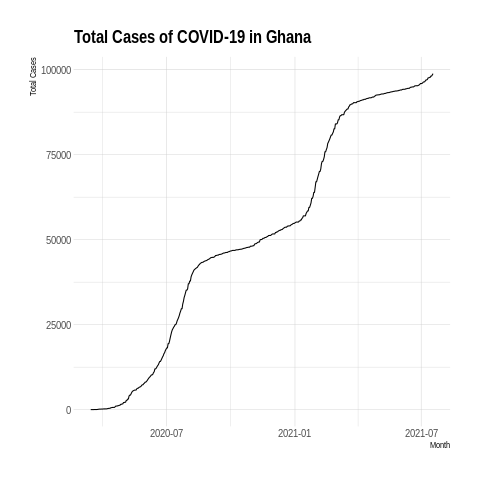 Total Cases of COVID-19 in Ghana
Total Cases
100000
75000
50000
25000
0
2020-07
2021-01
2021-07
Month